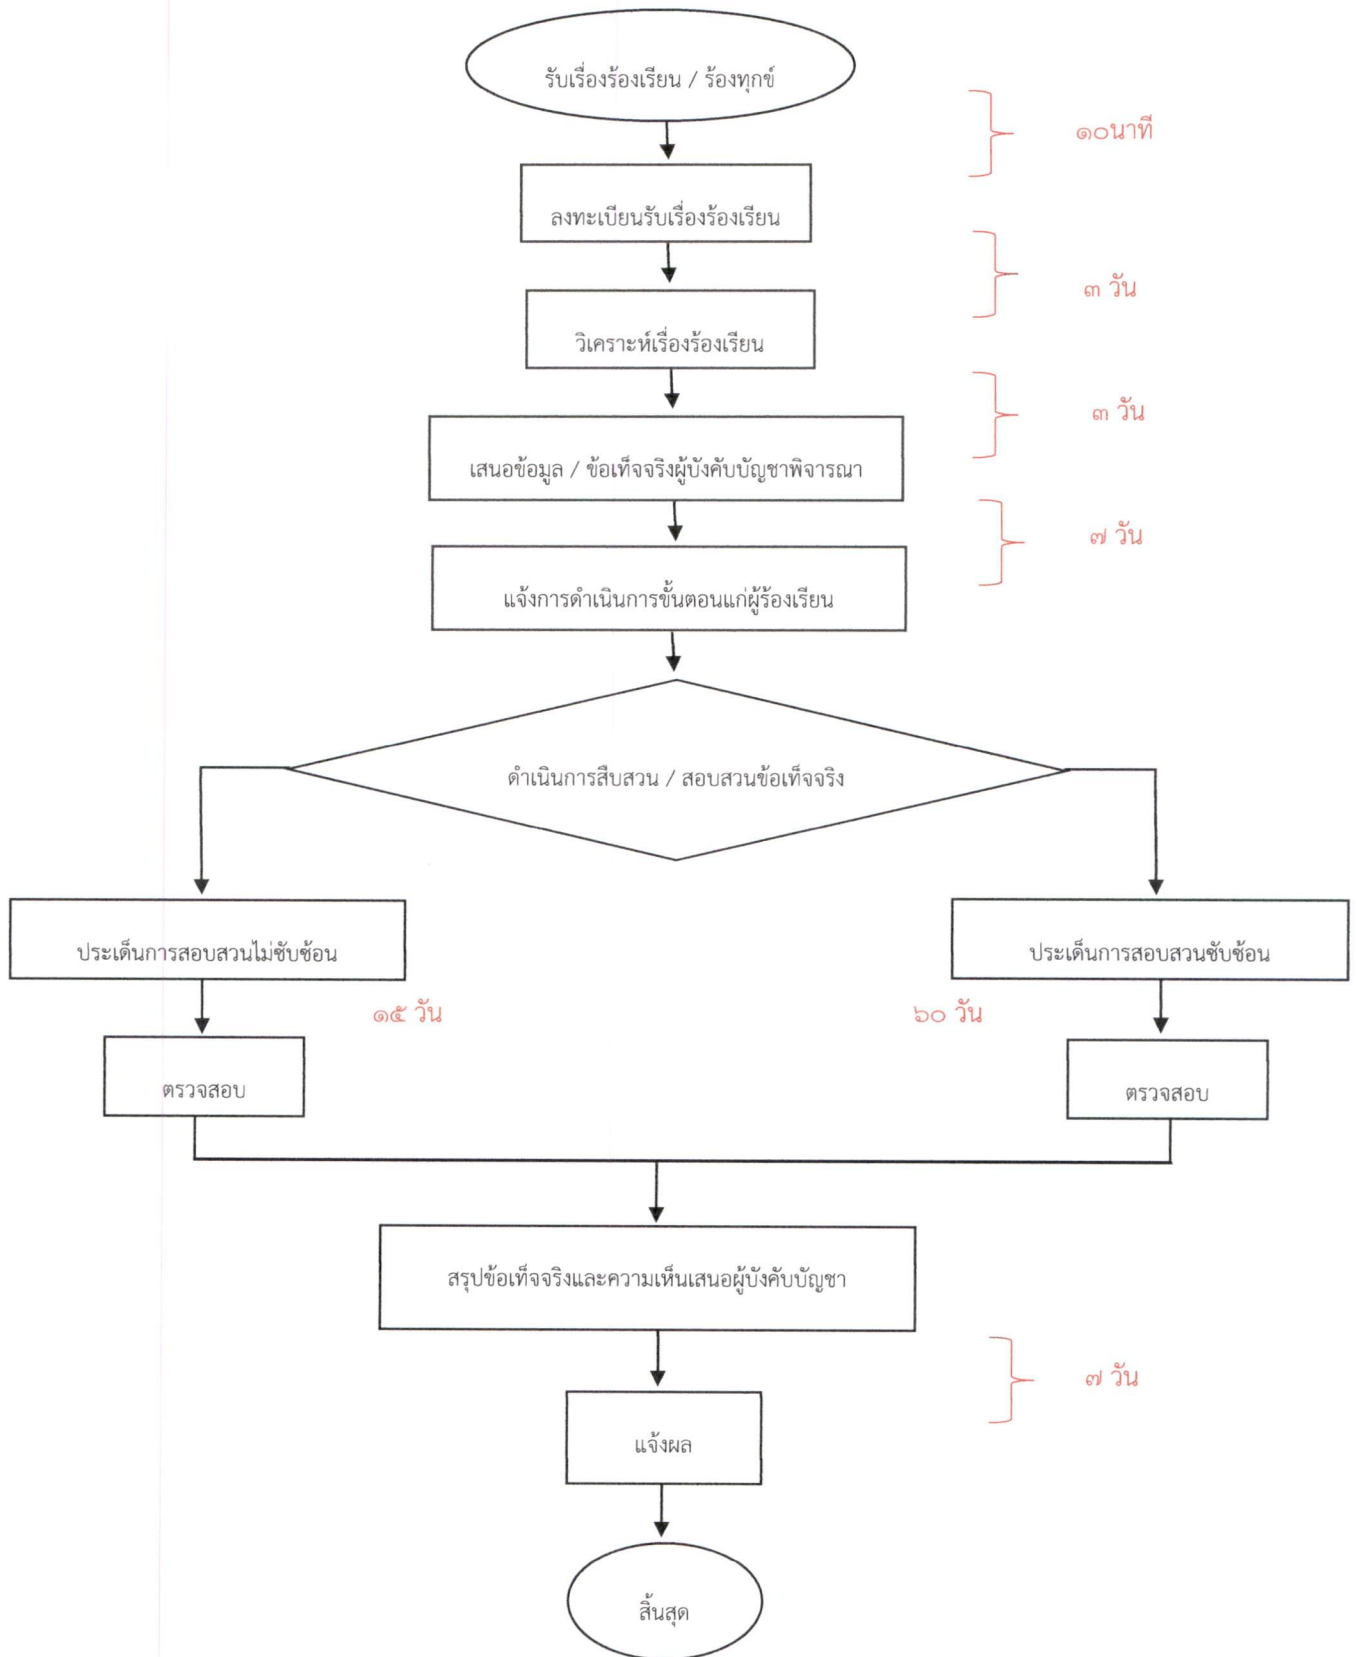 รับเรื่องร้องเรียน / ร้องทุกข์
๑๐นาที
ลงทะเบียนรับเรื่องร้องเรียน
๓ วัน
วิเคราะห์เรื่องร้องเรียน
๓ วัน
เสนอข้อมูล / ข้อเท็จจริงผู้บังคับบัญชาพิจารณา
๗ วัน
แจ้งการดำเนินการขั้นตอนแก่ผู้ร้องเรียน
ดำเนินการสืบสวน / สอบสวนข้อเท็จจริง
ประเด็นการสอบสวนไม่ซับซ้อน
ประเด็นการสอบสวนซับซ้อน
๑๕ วัน
๖๐ วัน
ตรวจสอบ
ตรวจสอบ
สรุปข้อเท็จจริงและความเห็นเสนอผู้บังคับบัญชา
๗ วัน
แจ้งผล
สิ้นสุด